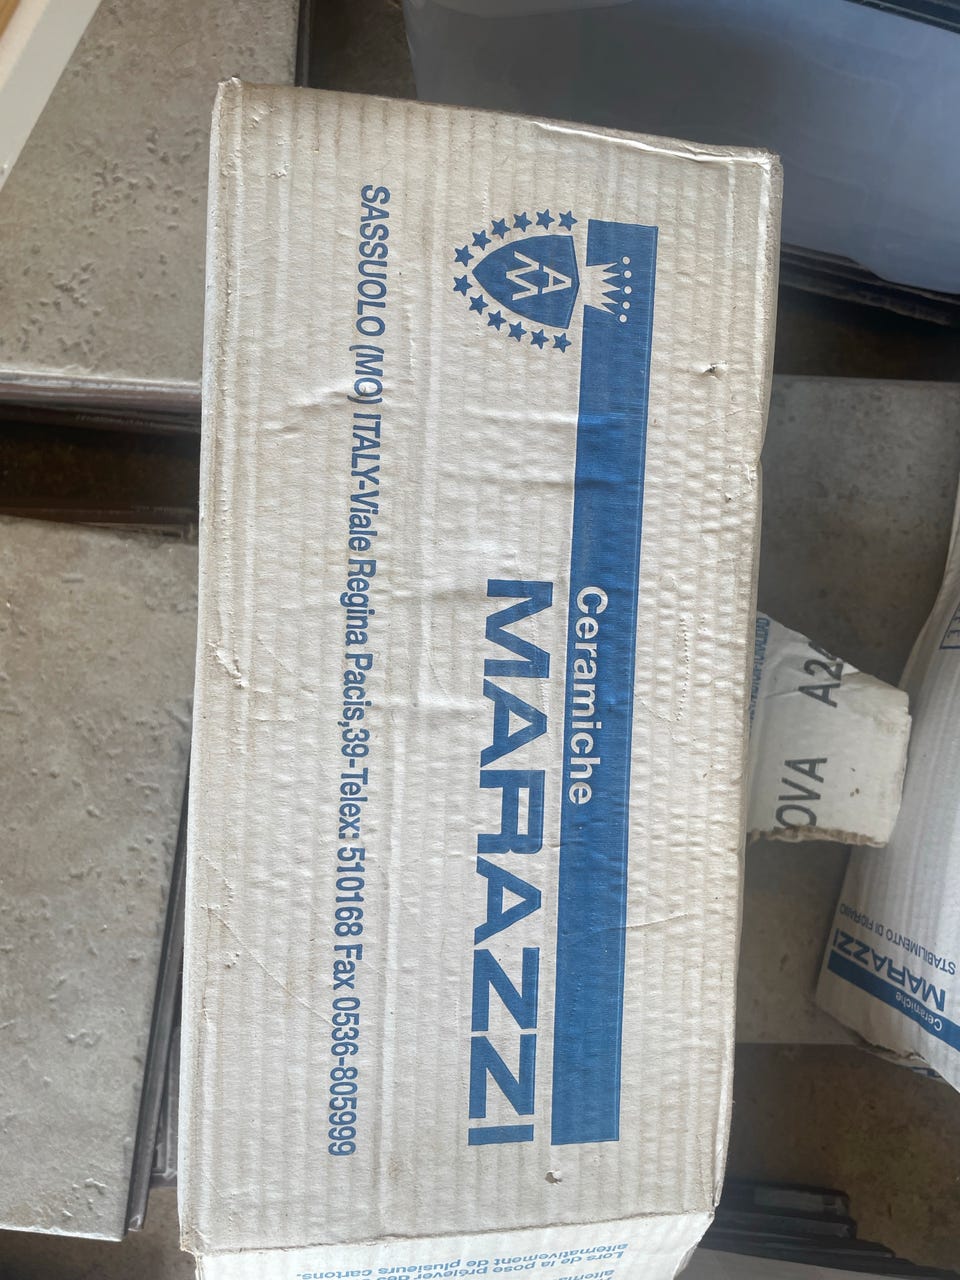 Ceramiche
MARAZZI
SASSUOLO (MO) ITALY-Viale Regina Pacis,39-Telex: 510168 Fax 0536-805999
AM
Lors de la pose prélever des
alternativement de plusieurs cartons.
A2
OVA
Ceramiche
MARAZZI
STABILIMENTO DI FIORANO